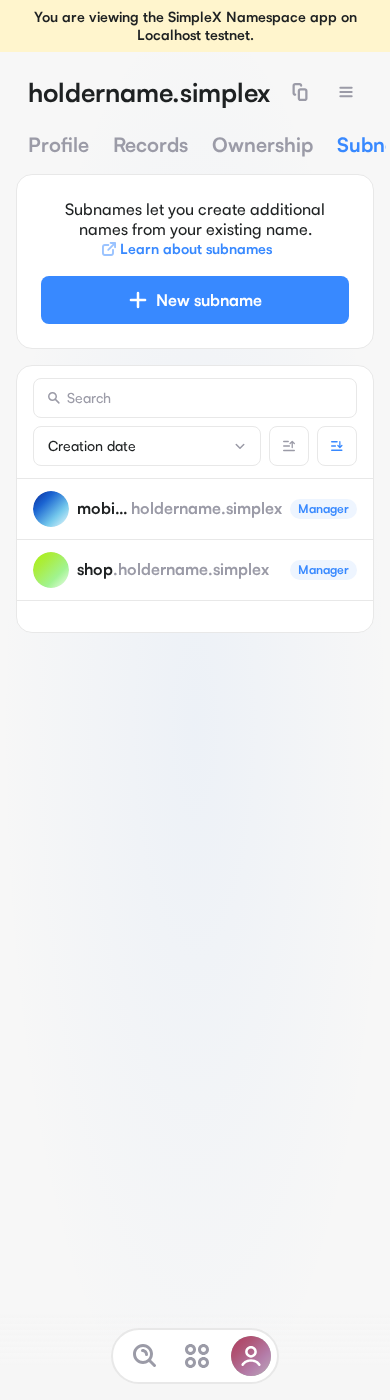 You are viewing the SimpleX Namespace app on
Localhost testnet.
holdername.simplex
Profile Records Ownership Subn
Subnames let you create additional
names from your existing name.
Learn about subnames
New subname
Search
Creation date
mobi... holdername.simplex Manager
shop.holdername.simplex Manager